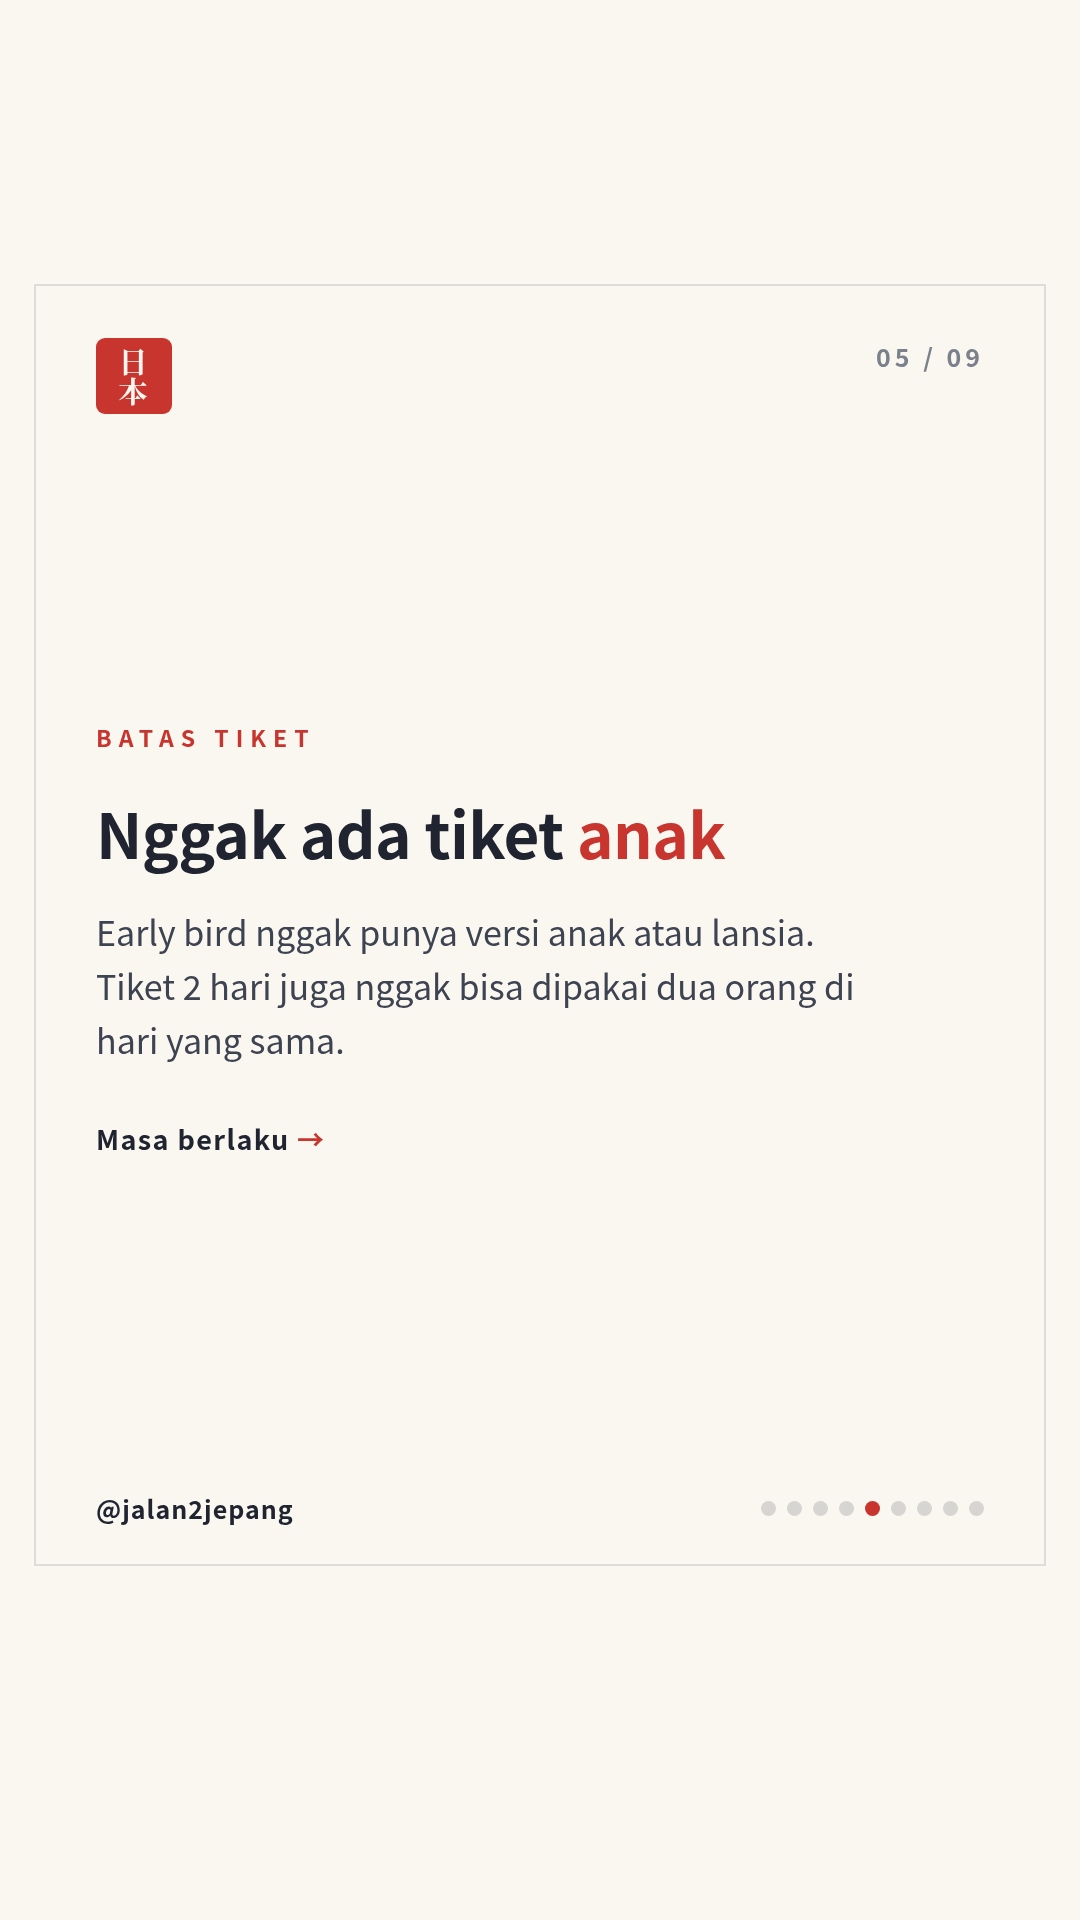 日本
05 / 09
BATAS TIKET
Nggak ada tiket anak
Early bird nggak punya versi anak atau lansia.
Tiket 2 hari juga nggak bisa dipakai dua orang di
hari yang sama.
Masa berlaku →
@jalan2jepang